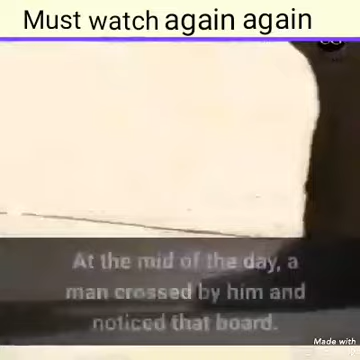 Must watch again again
At the mid of the day, a
man crossed by him and
noticed that board.
Made with